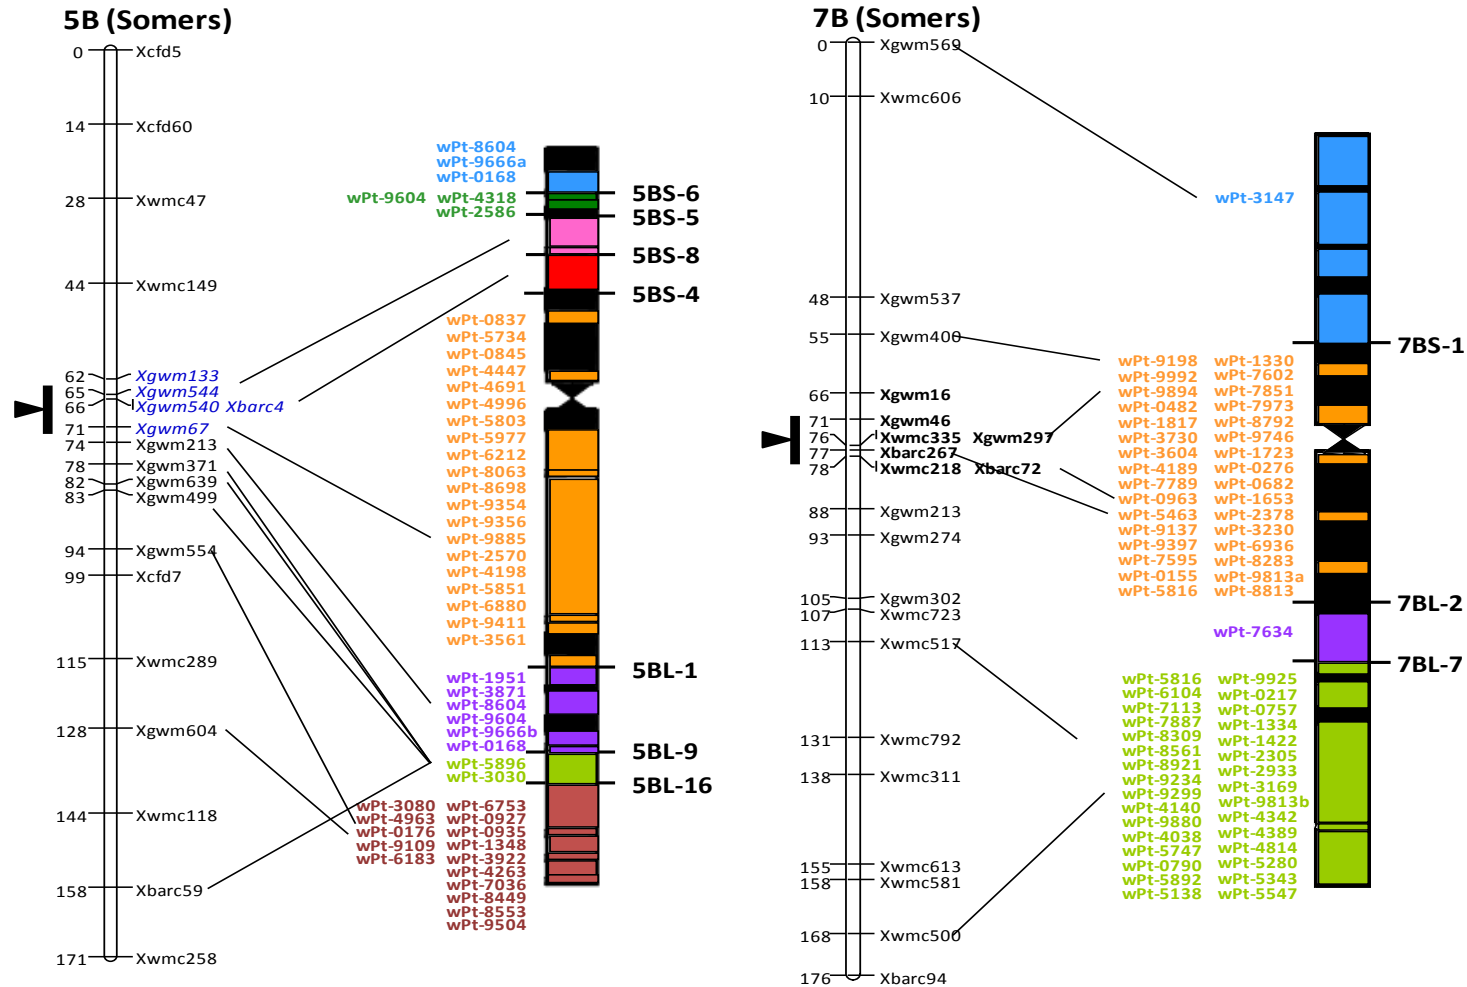 5B (Somers)
0 Xcfd5
14 Xcfd60
28 Xwmc47
44 Xwmc149
62 Xgwm133
65 Xgwm544
66 Xgwm540 Xbarc4
71 Xgwm67
74 Xgwm213
78 Xgwm371
82 Xgwm639
83 Xgwm499
94 Xgwm554
99 Xcfd7
115 Xwmc289
128 Xgwm604
144 Xwmc118
158 Xbarc59
171 Xwmc258
wPt-8604
wPt-9666a
wPt-0168
wPt-9604 wPt-4318
wPt-2586
wPt-0837
wPt-5734
wPt-0845
wPt-4447
wPt-4691
wPt-4996
wPt-5803
wPt-5977
wPt-6212
wPt-8063
wPt-8698
wPt-9354
wPt-9356
wPt-9885
wPt-2570
wPt-4198
wPt-5851
wPt-6880
wPt-9411
wPt-3561
wPt-1951
wPt-3871
wPt-8604
wPt-9604
wPt-9666b
wPt-0168
wPt-5896
wPt-3030
wPt-3080 wPt-6753
wPt-4963 wPt-0927
wPt-0176 wPt-0935
wPt-9109 wPt-1348
wPt-6183 wPt-3922
wPt-4263
wPt-7036
wPt-8449
wPt-8553
wPt-9504
5BS-6
5BS-5
5BS-8
5BS-4
5BL-1
5BL-9
5BL-16
7B (Somers)
0 Xgwm569
10 Xwmc606
48 Xgwm537
55 Xgwm400
66 Xgwm16
71 Xgwm46
76 Xwmc335 Xgwm297
77 Xbarc267
78 Xwmc218 Xbarc72
88 Xgwm213
93 Xgwm274
105 Xgwm302
107 Xwmc723
113 Xwmc517
131 Xwmc792
138 Xwmc311
155 Xwmc613
158 Xwmc581
168 Xwmc500
176 Xbarc94
wPt-3147
wPt-9198 wPt-1330
wPt-9992 wPt-7602
wPt-9894 wPt-7851
wPt-0482 wPt-7973
wPt-1817 wPt-8792
wPt-3730 wPt-9746
wPt-3604 wPt-1723
wPt-4189 wPt-0276
wPt-7789 wPt-0682
wPt-0963 wPt-1653
wPt-5463 wPt-2378
wPt-9137 wPt-3230
wPt-9397 wPt-6936
wPt-7595 wPt-8283
wPt-0155 wPt-9813a
wPt-5816 wPt-8813
wPt-7634
wPt-5816 wPt-9925
wPt-6104 wPt-0217
wPt-7113 wPt-0757
wPt-7887 wPt-1334
wPt-8309 wPt-1422
wPt-8561 wPt-2305
wPt-8921 wPt-2933
wPt-9234 wPt-3169
wPt-9299 wPt-9813b
wPt-4140 wPt-4342
wPt-9880 wPt-4389
wPt-4038 wPt-4814
wPt-5747 wPt-5280
wPt-0790 wPt-5343
wPt-5892 wPt-5547
wPt-5138
7BS-1
7BL-2
7BL-7